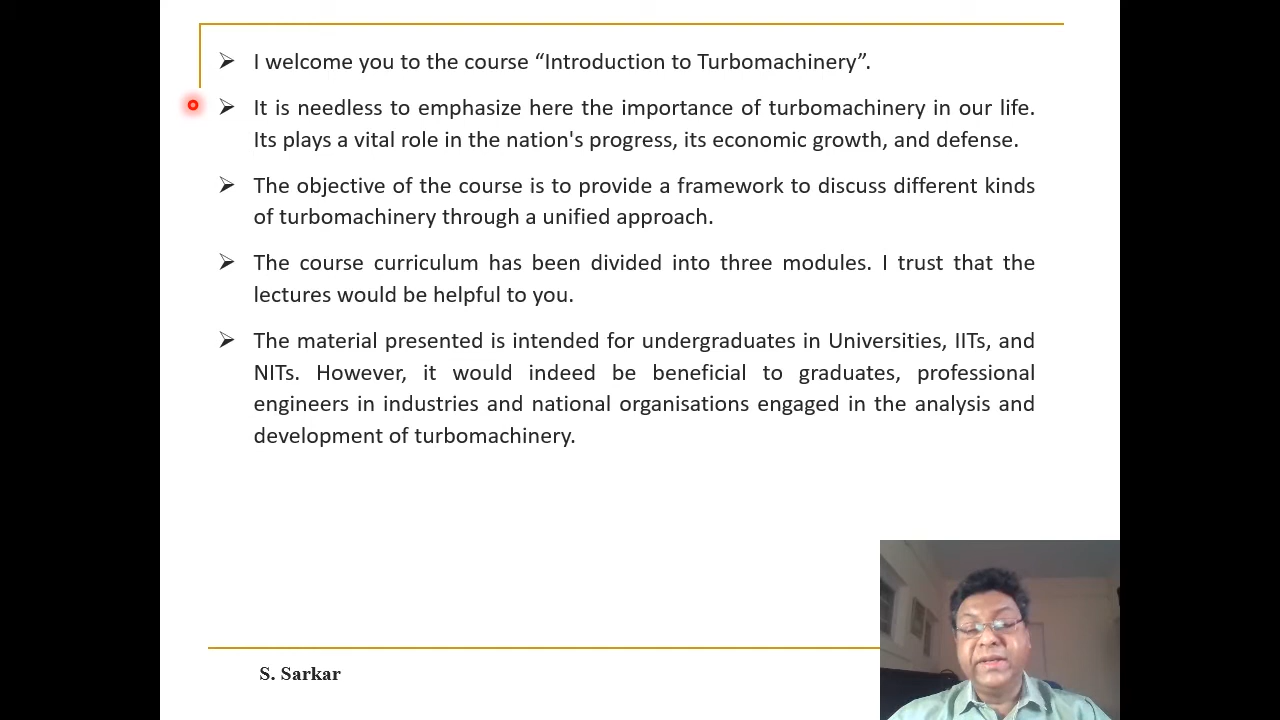 I welcome you to the course “Introduction to Turbomachinery”.
It is needless to emphasize here the importance of turbomachinery in our life.
Its plays a vital role in the nation's progress, its economic growth, and defense.
The objective of the course is to provide a framework to discuss different kinds
of turbomachinery through a unified approach.
The course curriculum has been divided into three modules. I trust that the
lectures would be helpful to you.
The material presented is intended for undergraduates in Universities, IITs, and
NITs. However, it would indeed be beneficial to graduates, professional
engineers in industries and national organisations engaged in the analysis and
development of turbomachinery.
S. Sarkar